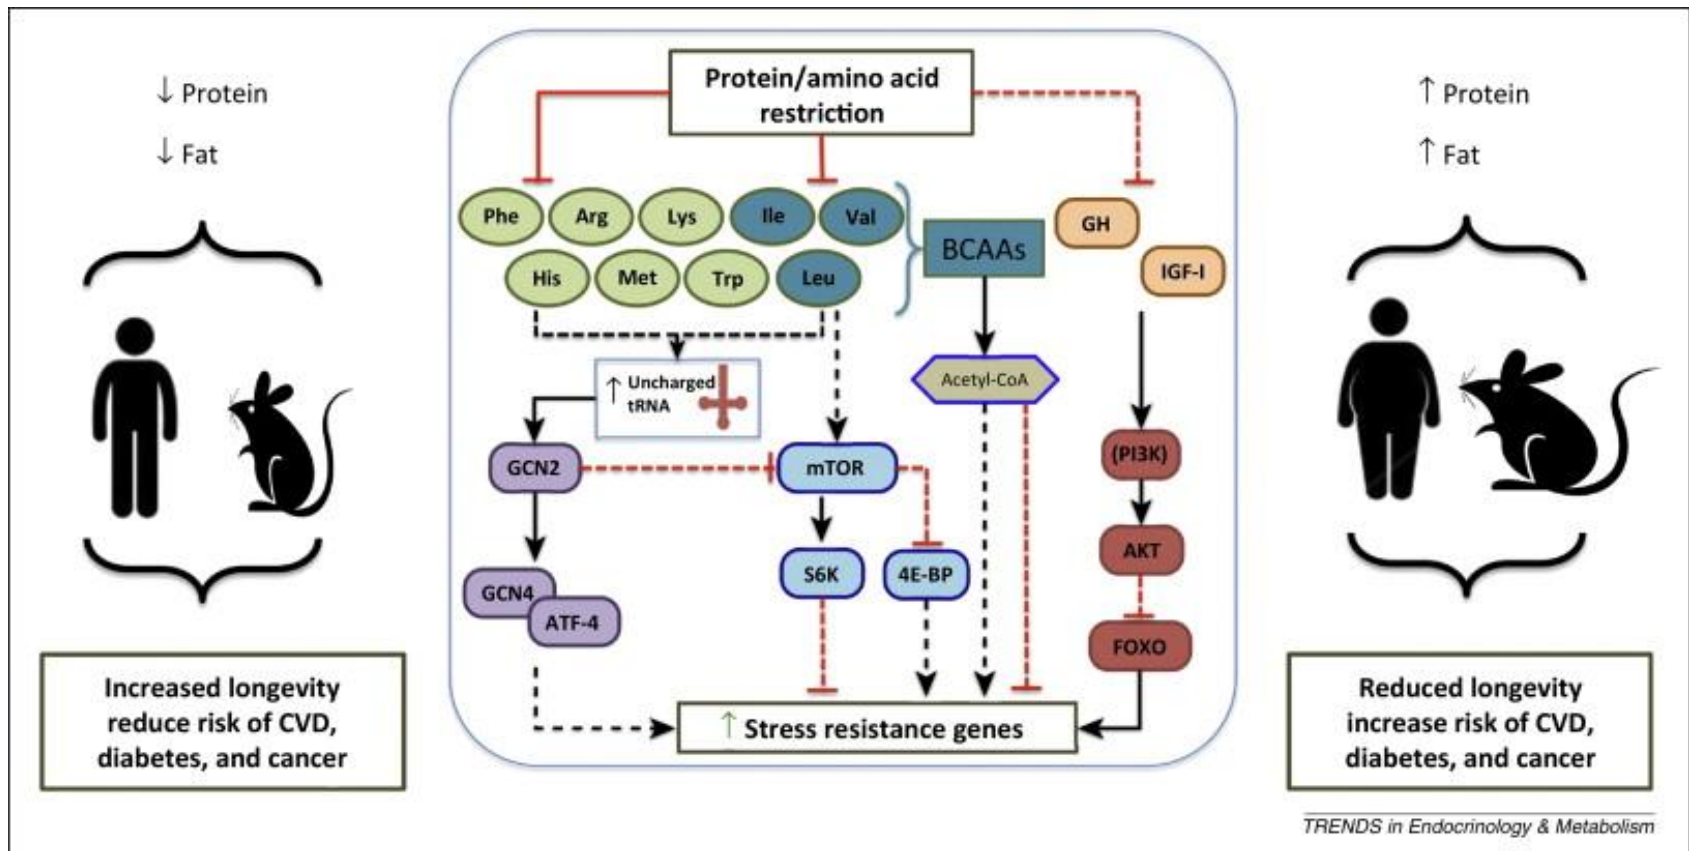 ↓ Protein
↓ Fat
Increased longevity
reduce risk of CVD,
diabetes, and cancer
Protein/amino acid
restriction
Phe
Arg
Lys
Ile
Val
His
Met
Trp
Leu
BCAAs
GH
IGF-I
↑ Uncharged
tRNA
Acetyl-CoA
GCN2
mTOR
(PI3K)
AKT
S6K
4E-BP
GCN4
ATF-4
FOXO
↑ Stress resistance genes
↑ Protein
↑ Fat
Reduced longevity
increase risk of CVD,
diabetes, and cancer
TRENDS in Endocrinology & Metabolism